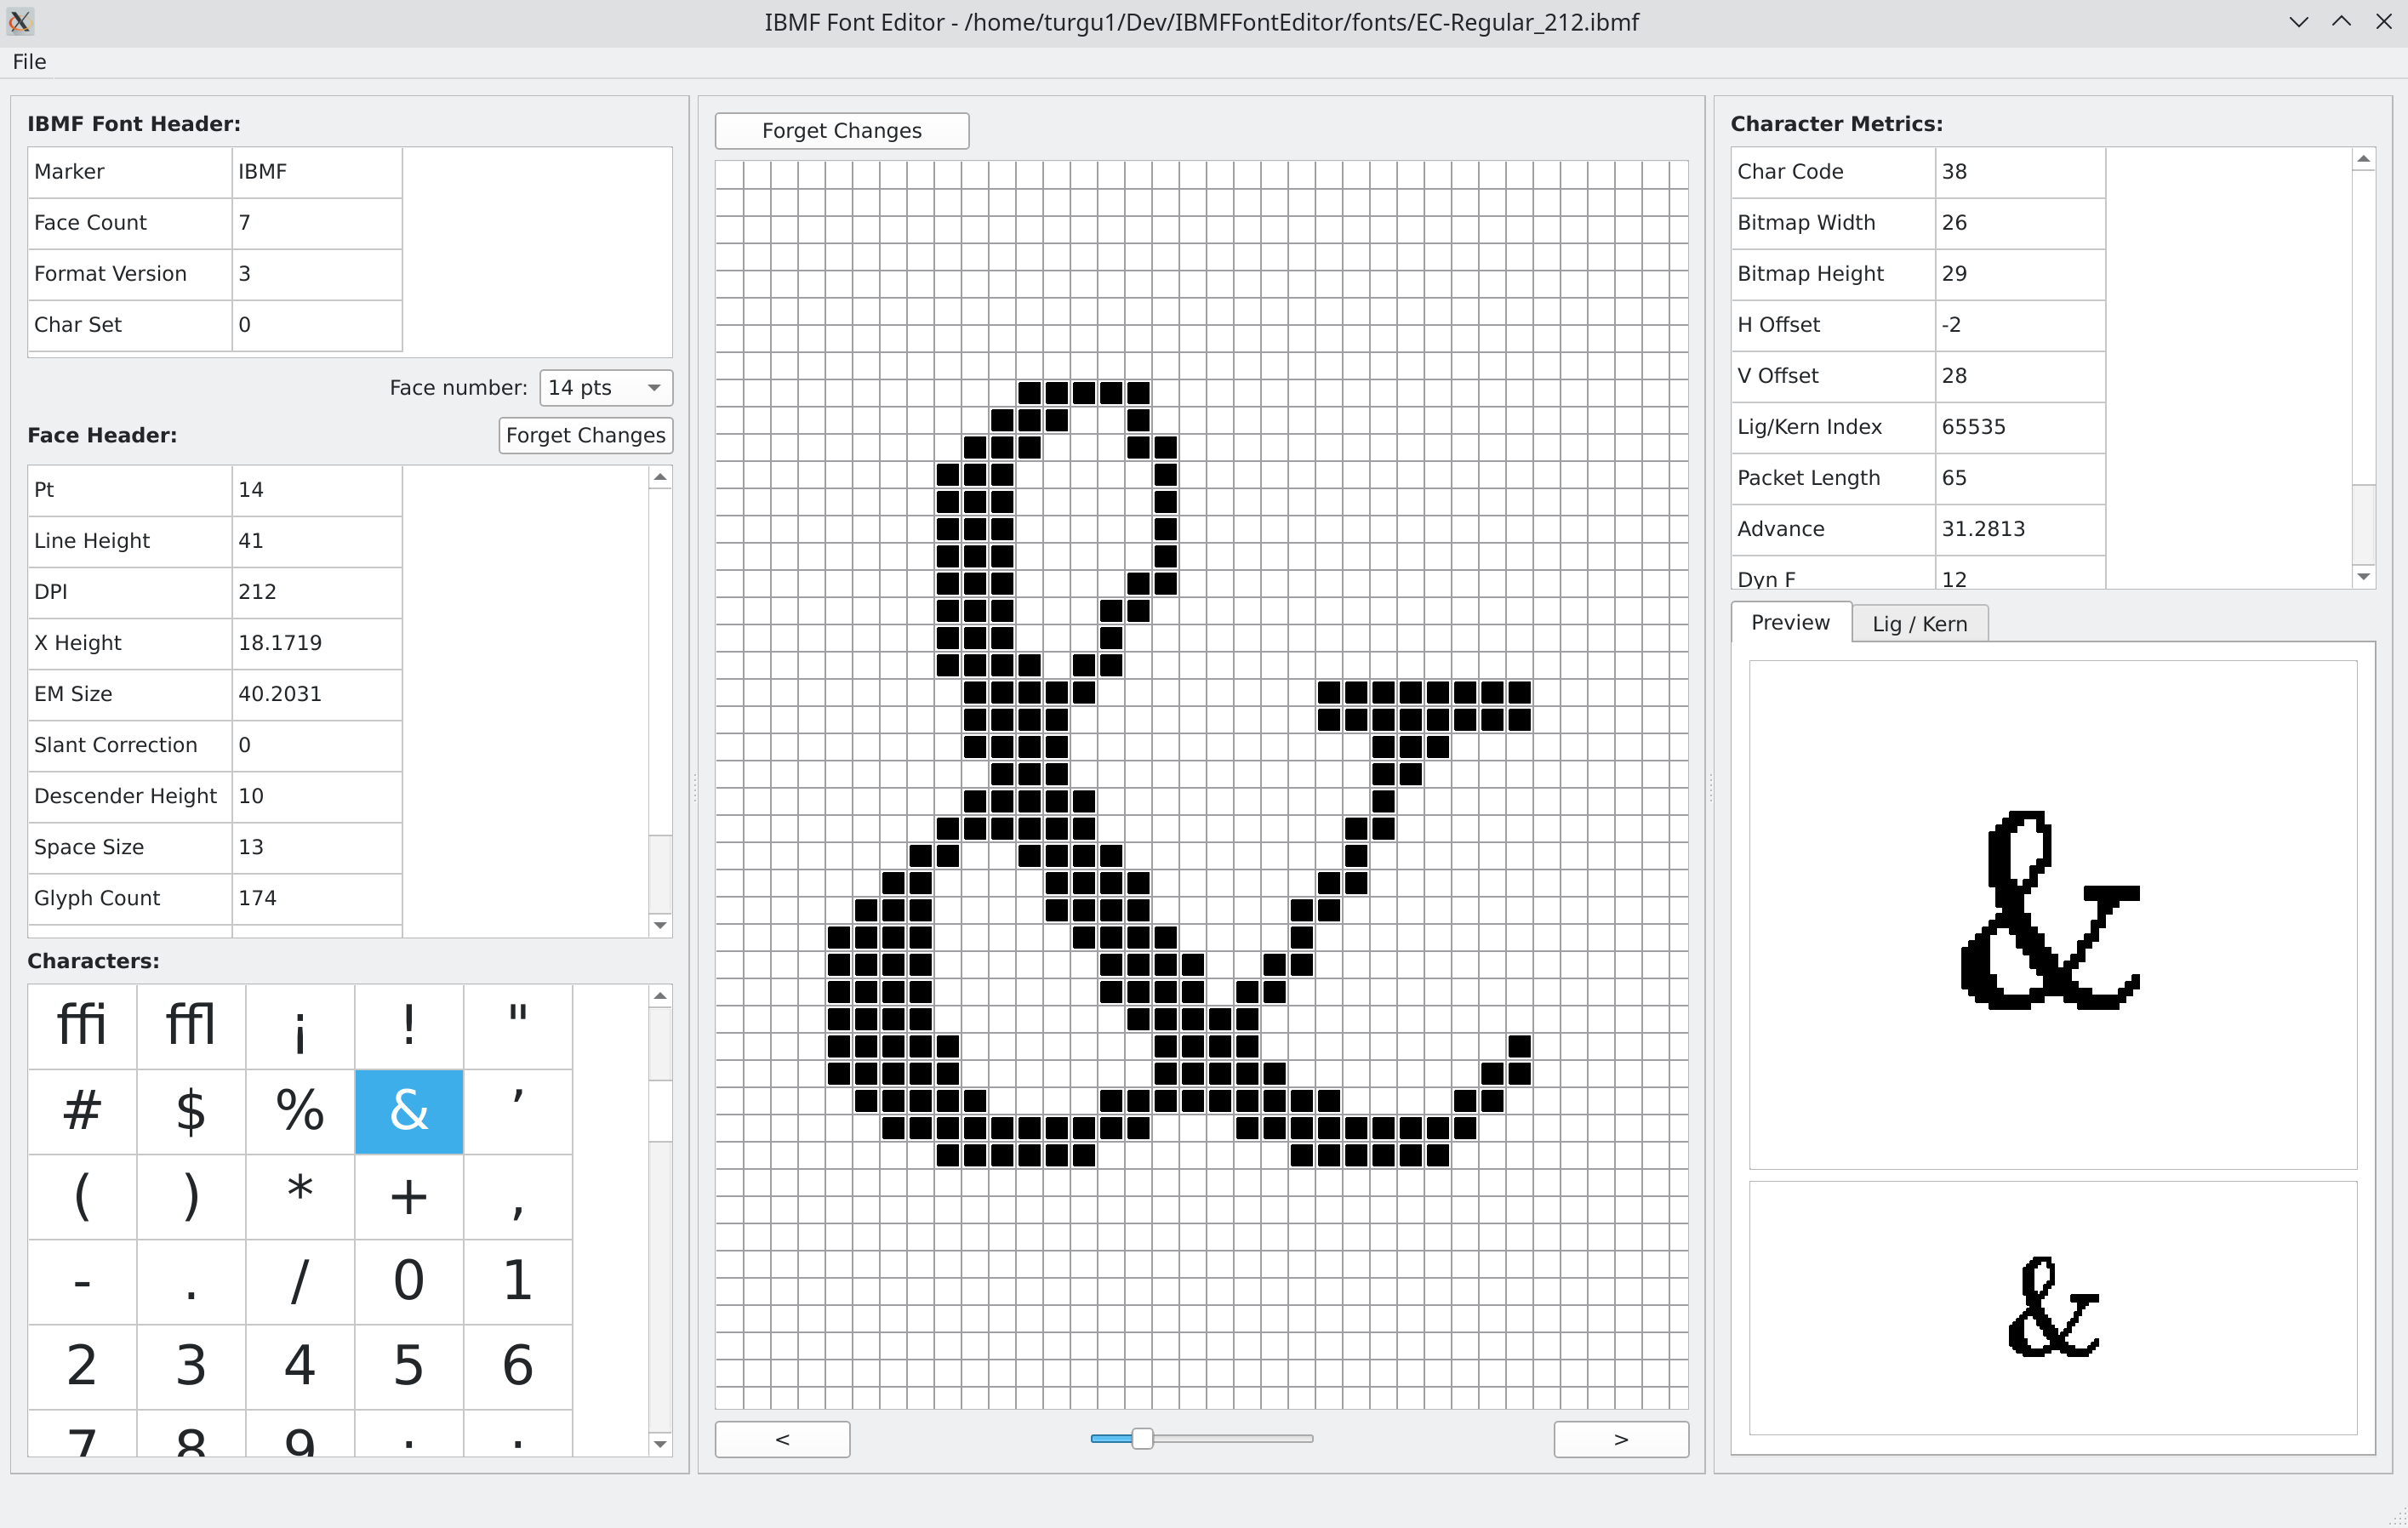 IBMF Font Editor - /home/turgu1/Dev/IBMFFontEditor/fonts/EC-Regular_212.ibmf
File
IBMF Font Header:
Marker IBMF
Face Count 7
Format Version 3
Char Set 0
Face number: 14 pts
Face Header: Forget Changes
Pt 14
Line Height 41
DPI 212
X Height 18.1719
EM Size 40.2031
Slant Correction 0
Descender Height 10
Space Size 13
Glyph Count 174
Characters:
ffi ffl ¡ ! "
# $ % & ’
( ) * + ,
- . / 0 1
2 3 4 5 6
7 8 9
Forget Changes
&
< >
Character Metrics:
Char Code 38
Bitmap Width 26
Bitmap Height 29
H Offset -2
V Offset 28
Lig/Kern Index 65535
Packet Length 65
Advance 31.2813
Dyn F 12
Preview Lig / Kern
&
&